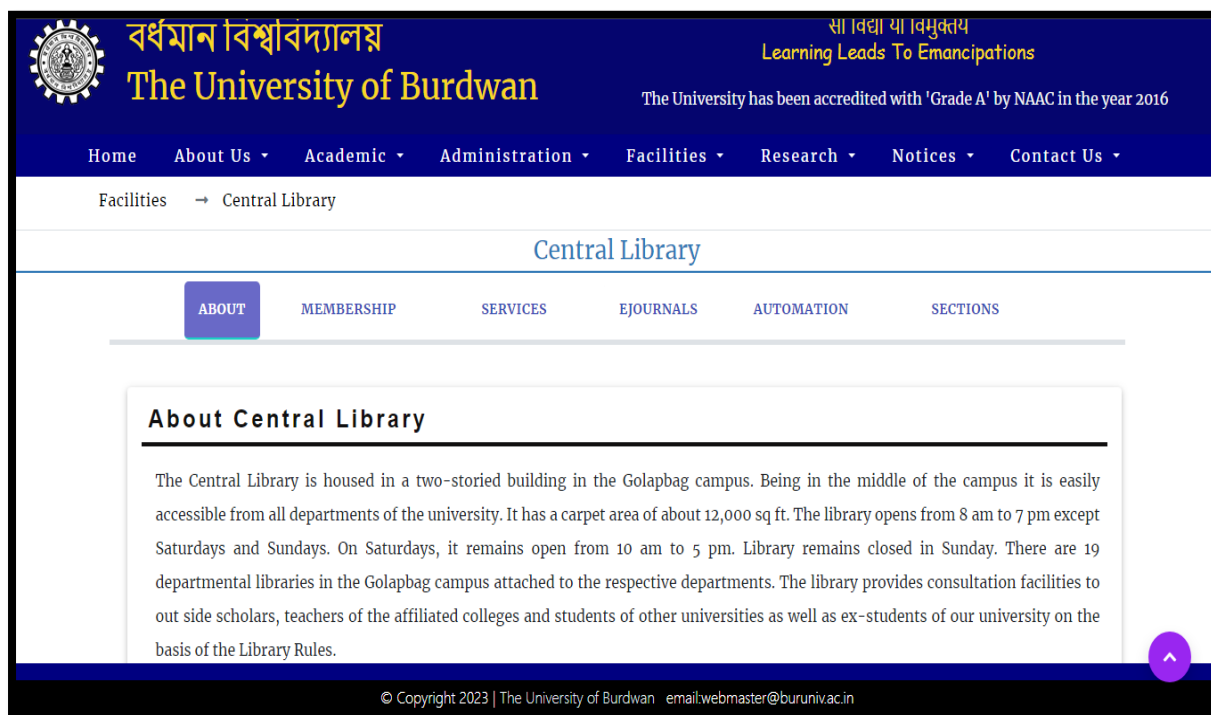 বর্ধমান বিশ্ববিদ্যালয়
The University of Burdwan
सा विद्या या विमुक्तये
Learning Leads To Emancipations
The University has been accredited with 'Grade A' by NAAC in the year 2016
Home About Us Academic Administration Facilities Research Notices Contact Us
Facilities → Central Library
Central Library
ABOUT MEMBERSHIP SERVICES EJOURNALS AUTOMATION SECTIONS
About Central Library
The Central Library is housed in a two-storied building in the Golapbag campus. Being in the middle of the campus it is easily
accessible from all departments of the university. It has a carpet area of about 12,000 sq ft. The library opens from 8 am to 7 pm except
Saturdays and Sundays. On Saturdays, it remains open from 10 am to 5 pm. Library remains closed in Sunday. There are 19
departmental libraries in the Golapbag campus attached to the respective departments. The library provides consultation facilities to
out side scholars, teachers of the affiliated colleges and students of other universities as well as ex-students of our university on the
basis of the Library Rules.
© Copyright 2023 | The University of Burdwan email:webmaster@buruniv.ac.in